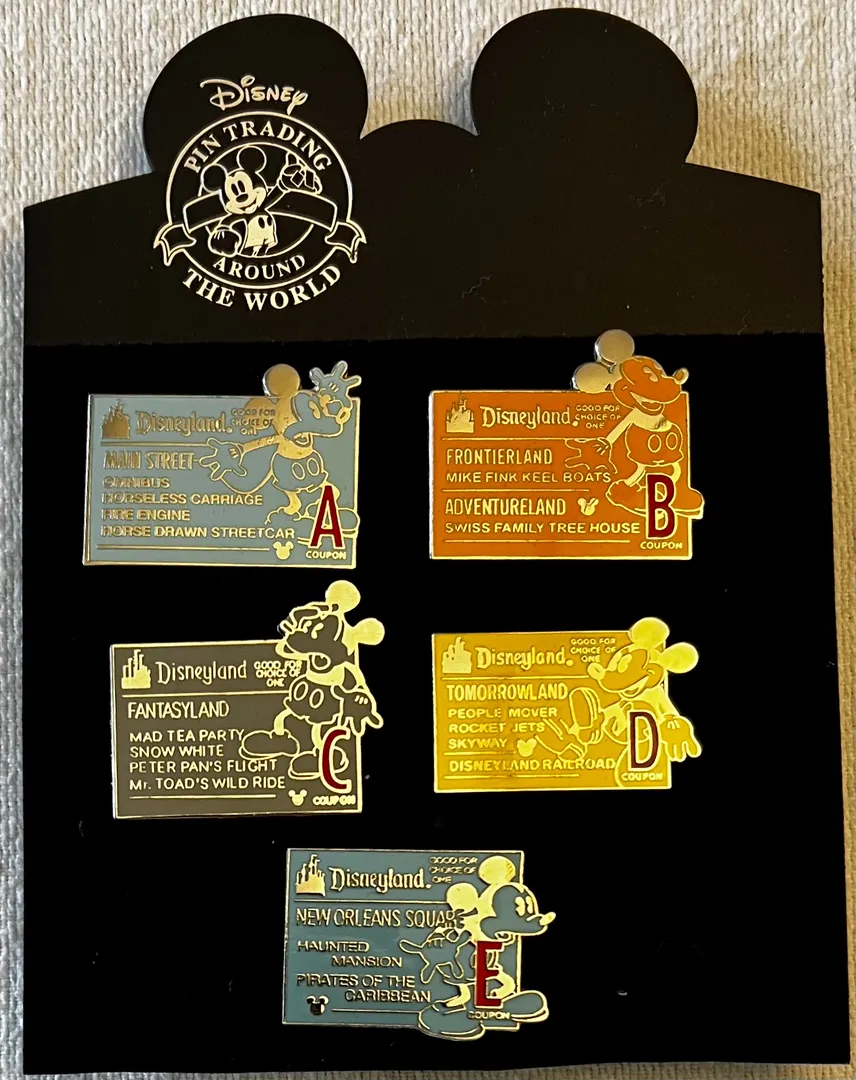 Disney
PIN TRADING
AROUND
THE WORLD
Disneyland.
GOOD FOR
CHOICE OF
ONE
MAIN STREET
OMNIBUS
HORSELESS CARRIAGE
FIRE ENGINE
HORSE DRAWN STREETCAR
A
COUPON
Disneyland.
GOOD FOR
CHOICE OF
ONE
FRONTIERLAND
MIKE FINK KEEL BOATS
ADVENTURELAND
SWISS FAMILY TREE HOUSE
B
COUPON
Disneyland
GOOD FOR
CHOICE OF
ONE
FANTASYLAND
MAD TEA PARTY
SNOW WHITE
PETER PAN'S FLIGHT
Mr. TOAD'S WILD RIDE
C
COUPON
Disneyland.
GOOD FOR
CHOICE OF
ONE
TOMORROWLAND
PEOPLE MOVER
ROCKET JETS
SKYWAY
DISNEYLAND RAILROAD
D
COUPON
Disneyland.
GOOD FOR
CHOICE OF
ONE
NEW ORLEANS SQUARE
HAUNTED
MANSION
PIRATES OF THE
CARIBBEAN
E
COUPON